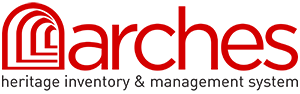 arches
heritage inventory & management system